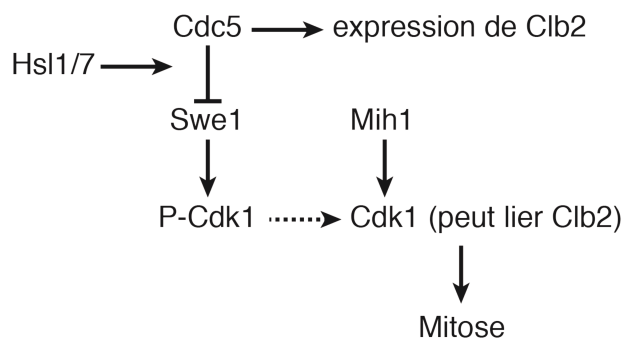 Cdc5 expression de Clb2
Hsl1/7
Swe1 Mih1
P-Cdk1 Cdk1 (peut lier Clb2)
Mitose